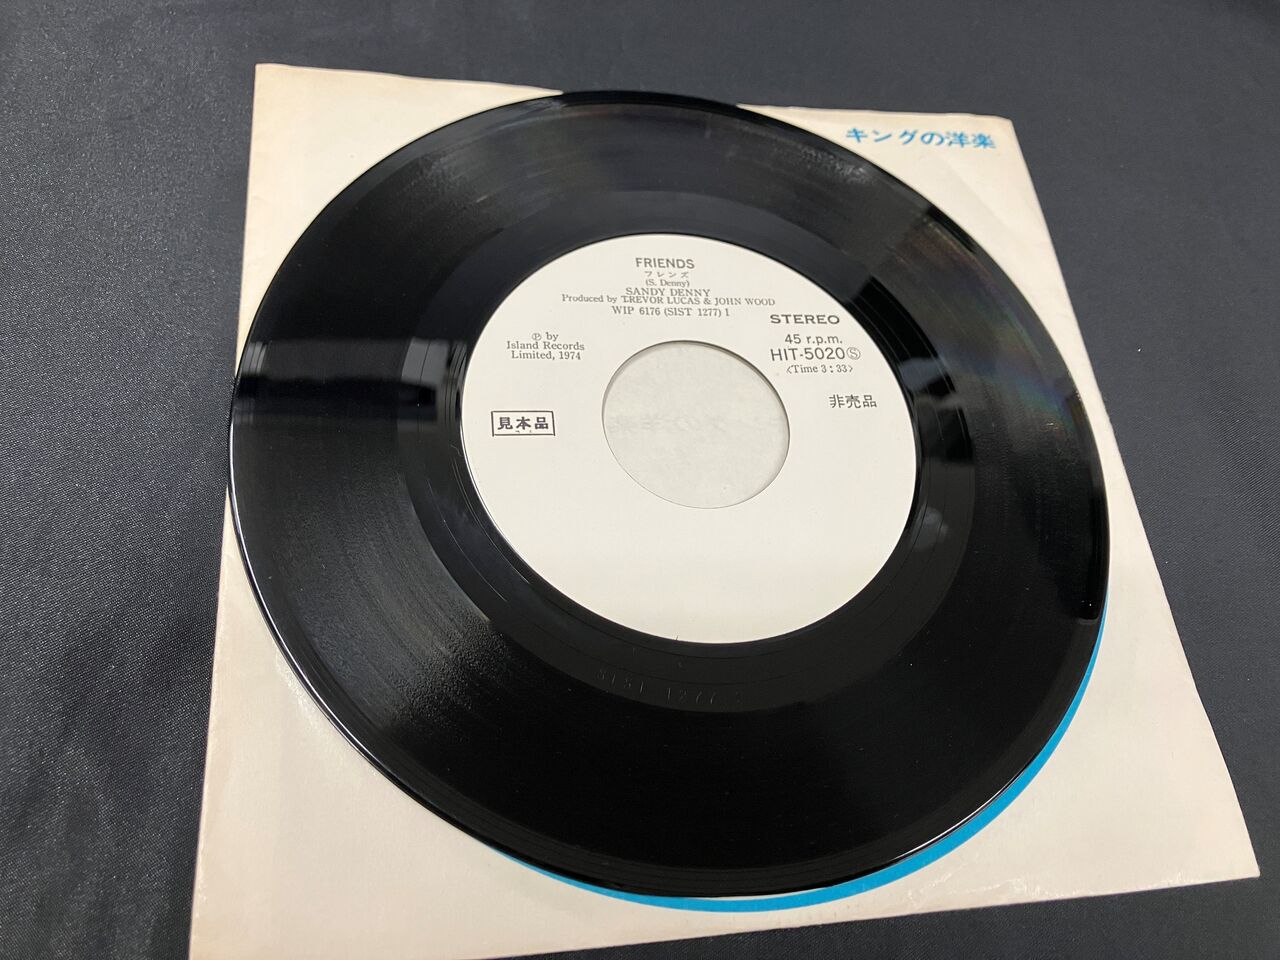 キングの洋楽
FRIENDS
フレンズ
(S. Denny)
SANDY DENNY
Produced by TREVOR LUCAS & JOHN WOOD
WIP 6176 (SIST 1277) 1
STEREO
℗ by
Island Records
Limited, 1974
45 r.p.m.
HIT-5020Ⓢ
〈Time 3:33〉
見本品
非売品
SIST 1277